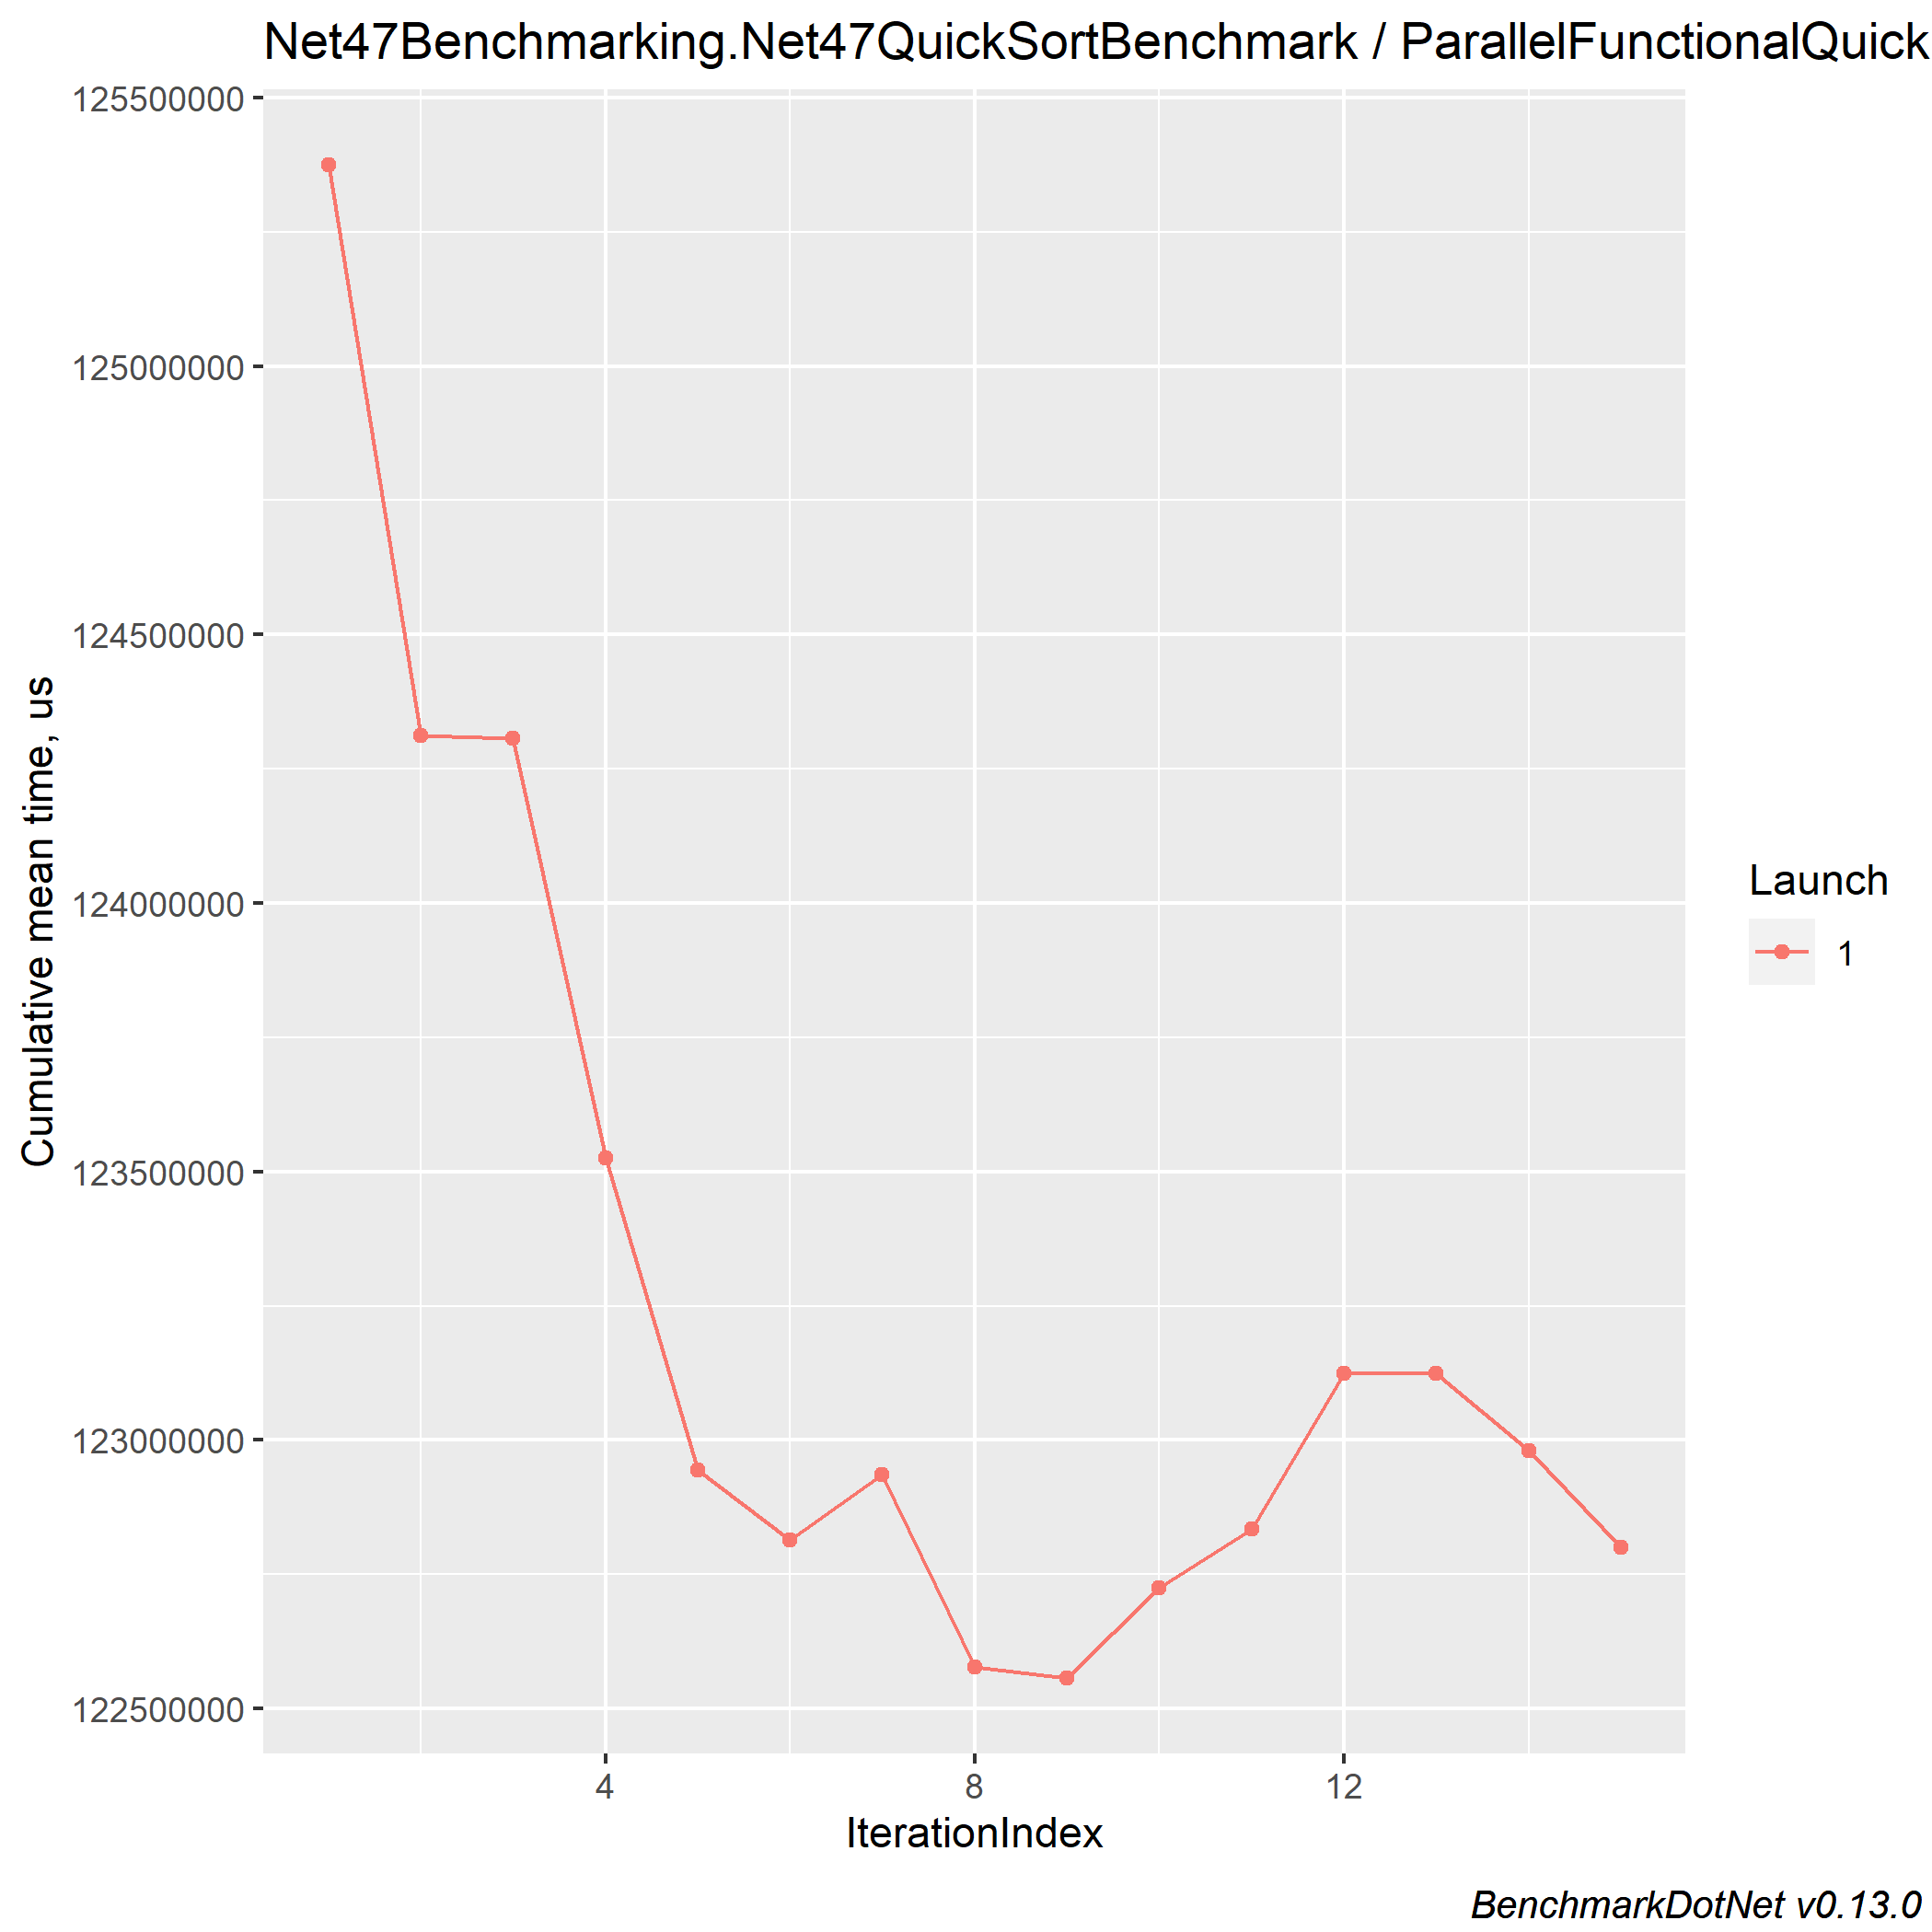 Net47Benchmarking.Net47QuickSortBenchmark / ParallelFunctionalQuick
125500000
125000000
124500000
124000000
123500000
123000000
122500000
Cumulative mean time, us
4 8 12
IterationIndex
Launch
1
BenchmarkDotNet v0.13.0